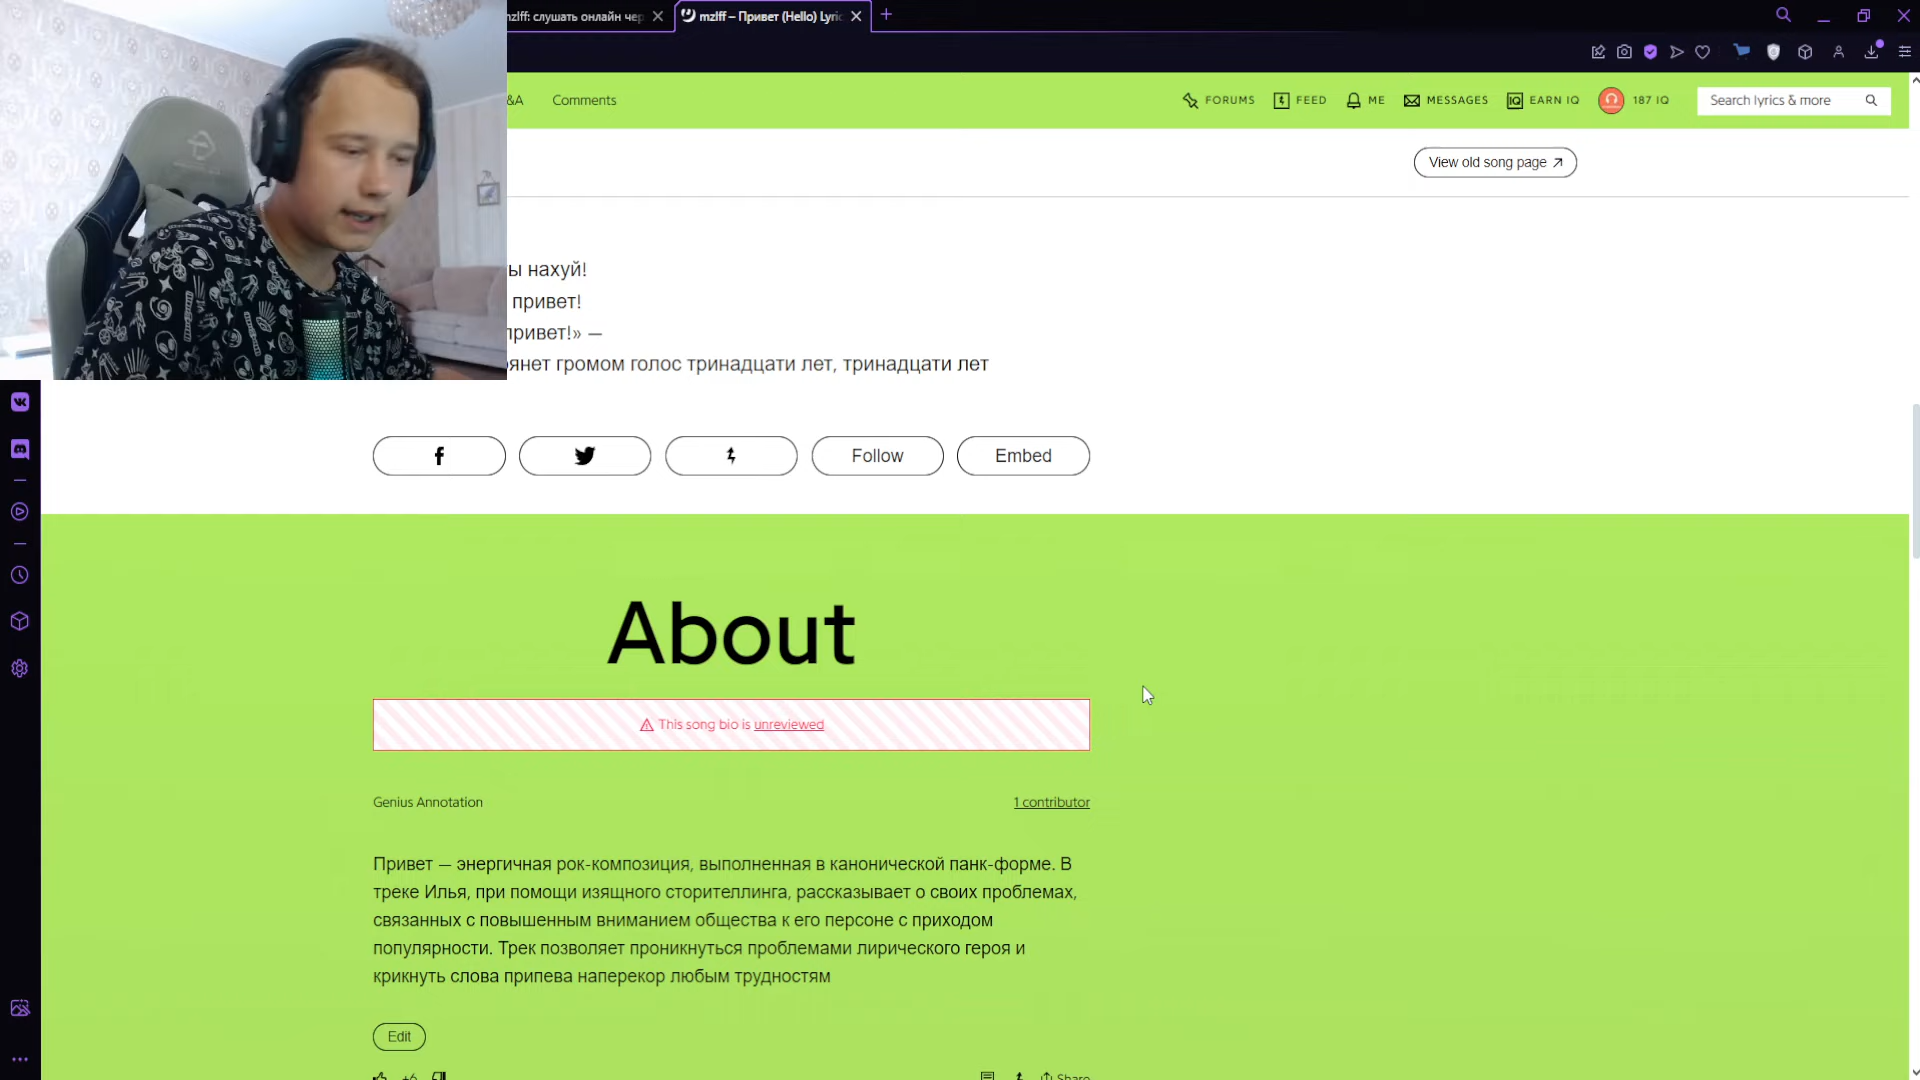 mzlff: слушать онлайн чер
mzlff – Привет (Hello) Lyric
&A
Comments
FORUMS
FEED
ME
MESSAGES
EARN IQ
187 IQ
Search lyrics & more
View old song page
ы нахуй!
привет!
привет!» —
янет громом голос тринадцати лет, тринадцати лет
Follow
Embed
About
This song bio is unreviewed
Genius Annotation
1 contributor
Привет — энергичная рок-композиция, выполненная в канонической панк-форме. В
треке Илья, при помощи изящного сторителлинга, рассказывает о своих проблемах,
связанных с повышенным вниманием общества к его персоне с приходом
популярности. Трек позволяет проникнуться проблемами лирического героя и
крикнуть слова припева наперекор любым трудностям
Edit
+6
Share